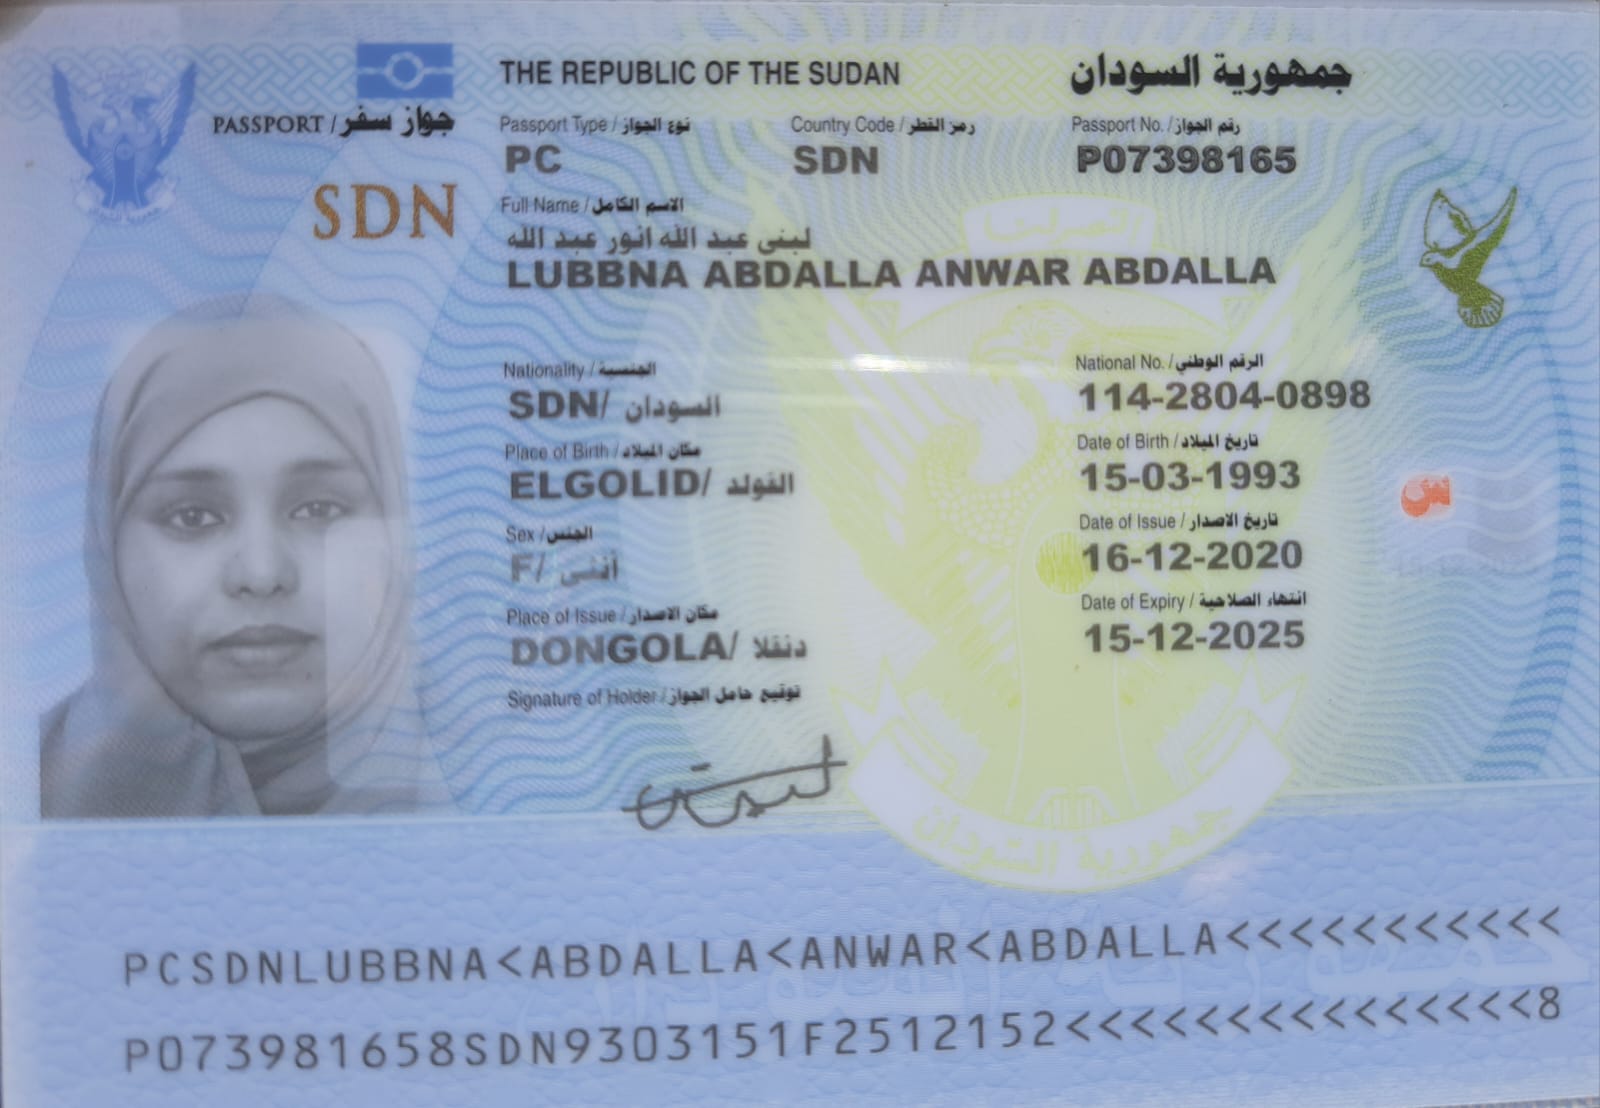 THE REPUBLIC OF THE SUDAN جمهورية السودان
PASSPORT / جواز سفر
Passport Type / نوع الجواز Country Code / رمز القطر Passport No. / رقم الجواز
PC SDN P07398165
SDN
Full Name / الاسم الكامل
لبنى عبد الله انور عبد الله
LUBBNA ABDALLA ANWAR ABDALLA
Nationality / الجنسية National No. / الرقم الوطني
SDN/ السودان 114-2804-0898
Place of Birth / مكان الميلاد Date of Birth / تاريخ الميلاد
ELGOLID/ القولد 15-03-1993
س
Sex / الجنس Date of Issue / تاريخ الاصدار
F/ أنثى 16-12-2020
Place of Issue / مكان الاصدار Date of Expiry / انتهاء الصلاحية
DONGOLA/ دنقلا 15-12-2025
Signature of Holder / توقيع حامل الجواز
جمهورية السودان
PCSDNLUBBNA<ABDALLA<ANWAR<ABDALLA<<<<<<<<<<<
P073981658SDN9303151F2512152<<<<<<<<<<<<<<<8